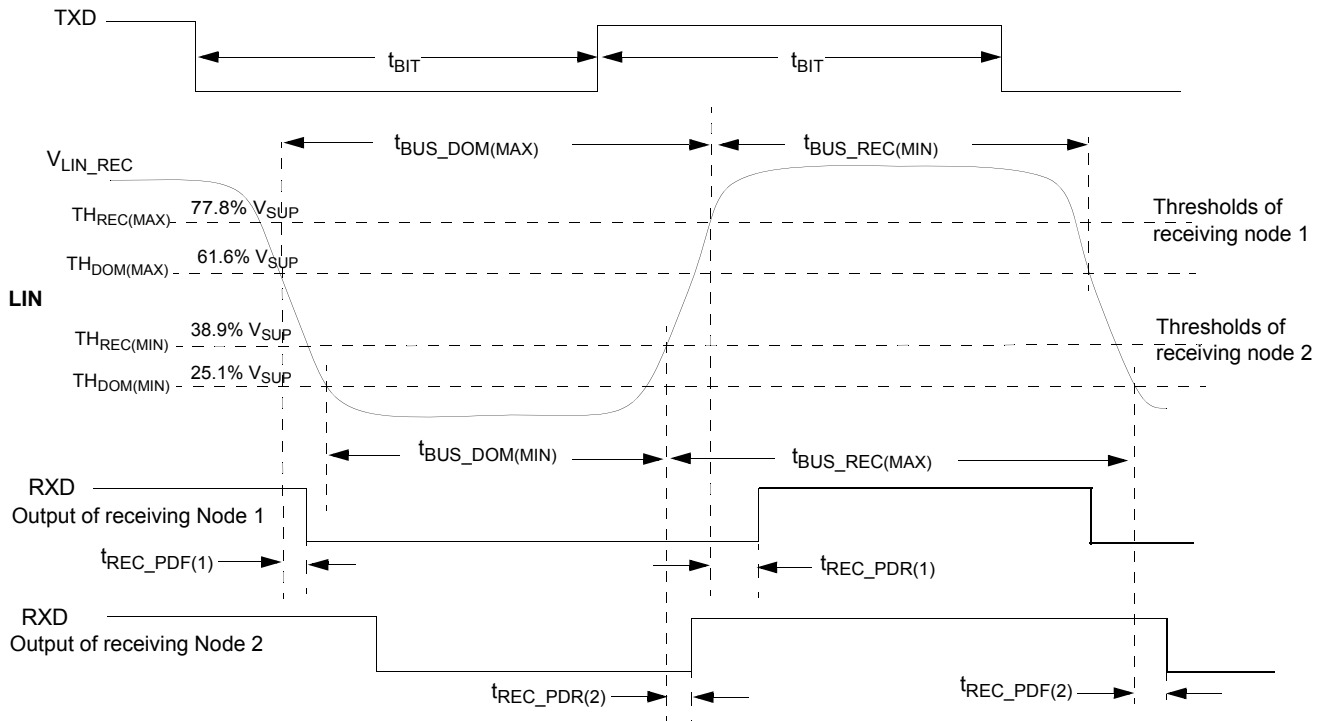 TXD
tBIT
tBIT
tBUS_DOM(MAX)
tBUS_REC(MIN)
VLIN_REC
THREC(MAX) 77.8% VSUP
Thresholds of
receiving node 1
THDOM(MAX) 61.6% VSUP
LIN
THREC(MIN) 38.9% VSUP
Thresholds of
receiving node 2
THDOM(MIN) 25.1% VSUP
tBUS_DOM(MIN)
tBUS_REC(MAX)
RXD
Output of receiving Node 1
tREC_PDF(1)
tREC_PDR(1)
RXD
Output of receiving Node 2
tREC_PDR(2)
tREC_PDF(2)